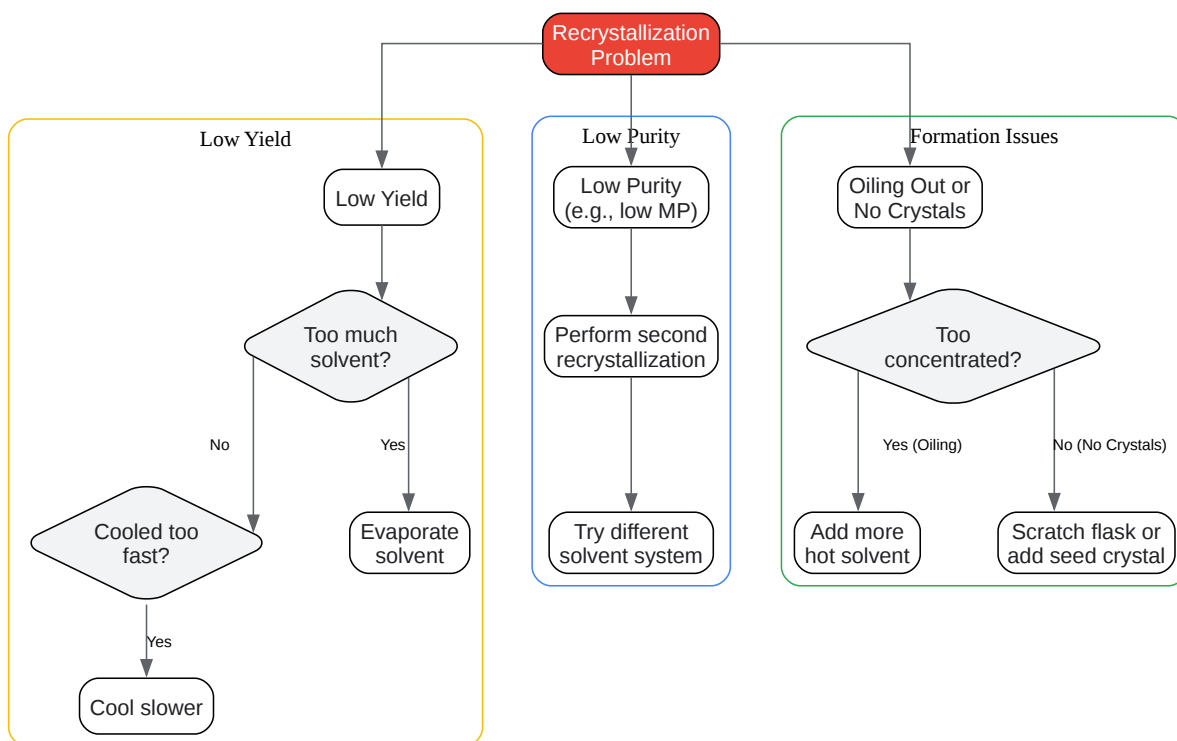 Recrystallization
Problem
Low Yield
Low Yield
Too much
solvent?
No
Yes
Cooled too
fast?
Evaporate
solvent
Yes
Cool slower
Low Purity
Low Purity
(e.g., low MP)
Perform second
recrystallization
Try different
solvent system
Formation Issues
Oiling Out or
No Crystals
Too
concentrated?
Yes (Oiling)
No (No Crystals)
Add more
hot solvent
Scratch flask or
add seed crystal